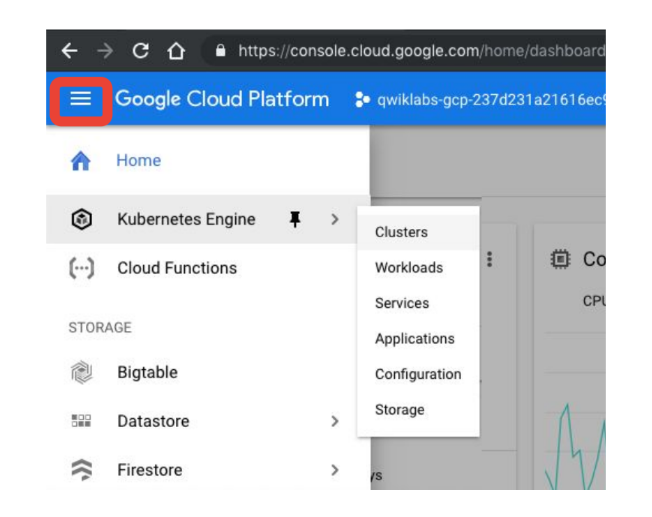 https://console.cloud.google.com/home/dashboard
Google Cloud Platform qwiklabs-gcp-237d231a21616ec
Home
Kubernetes Engine
Clusters
Cloud Functions
Workloads
Services
STORAGE
Applications
Bigtable
Configuration
Datastore
Storage
Firestore
Co
CPU
ys